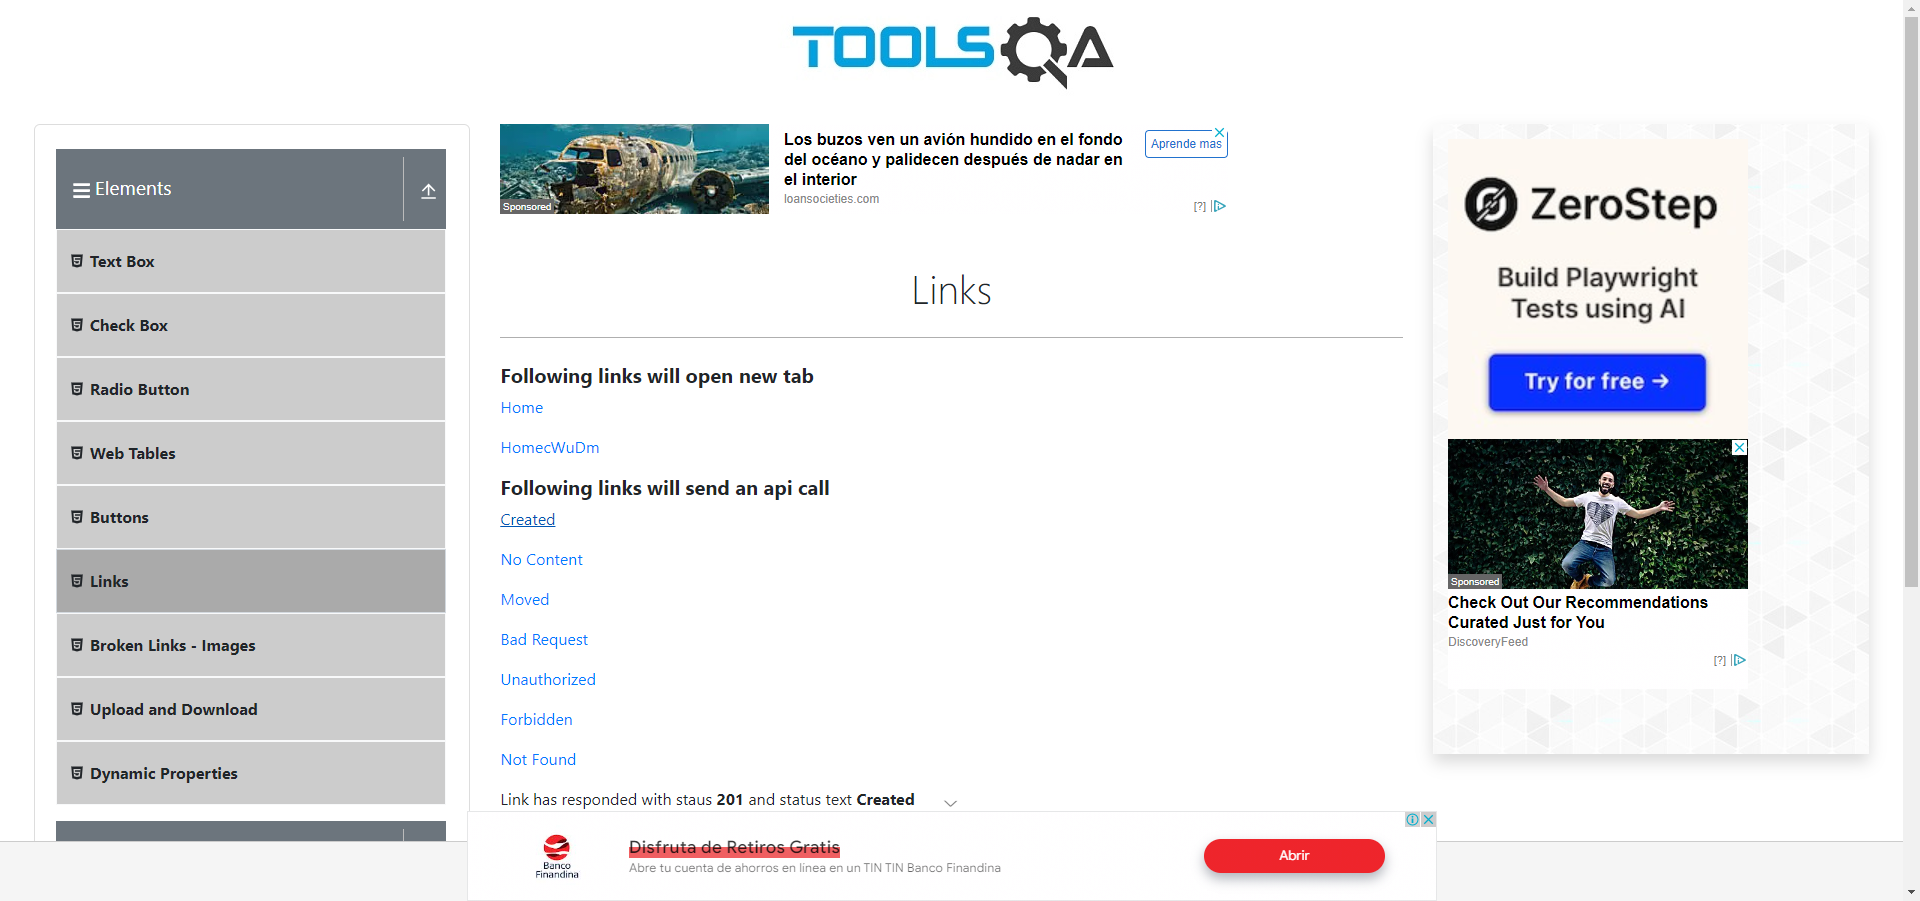 TOOLSQA
Elements
Text Box
Check Box
Radio Button
Web Tables
Buttons
Links
Broken Links - Images
Upload and Download
Dynamic Properties
Los buzos ven un avión hundido en el fondo
del océano y palidecen después de nadar en
el interior
loansocieties.com
Sponsored
Aprende mas
[?]
Links
Following links will open new tab
Home
HomecWuDm
Following links will send an api call
Created
No Content
Moved
Bad Request
Unauthorized
Forbidden
Not Found
Link has responded with staus 201 and status text Created
ZeroStep
Build Playwright
Tests using AI
Try for free →
Sponsored
Check Out Our Recommendations
Curated Just for You
DiscoveryFeed
[?]
Banco
Finandina
Disfruta de Retiros Gratis
Abre tu cuenta de ahorros en línea en un TIN TIN Banco Finandina
Abrir